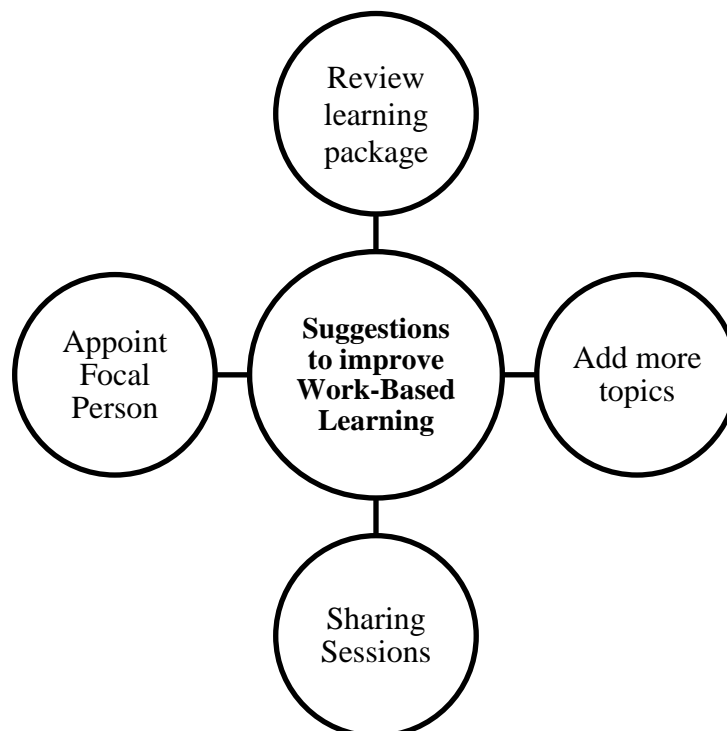 Review
learning
package
Appoint
Focal
Person
Suggestions
to improve
Work-Based
Learning
Add more
topics
Sharing
Sessions